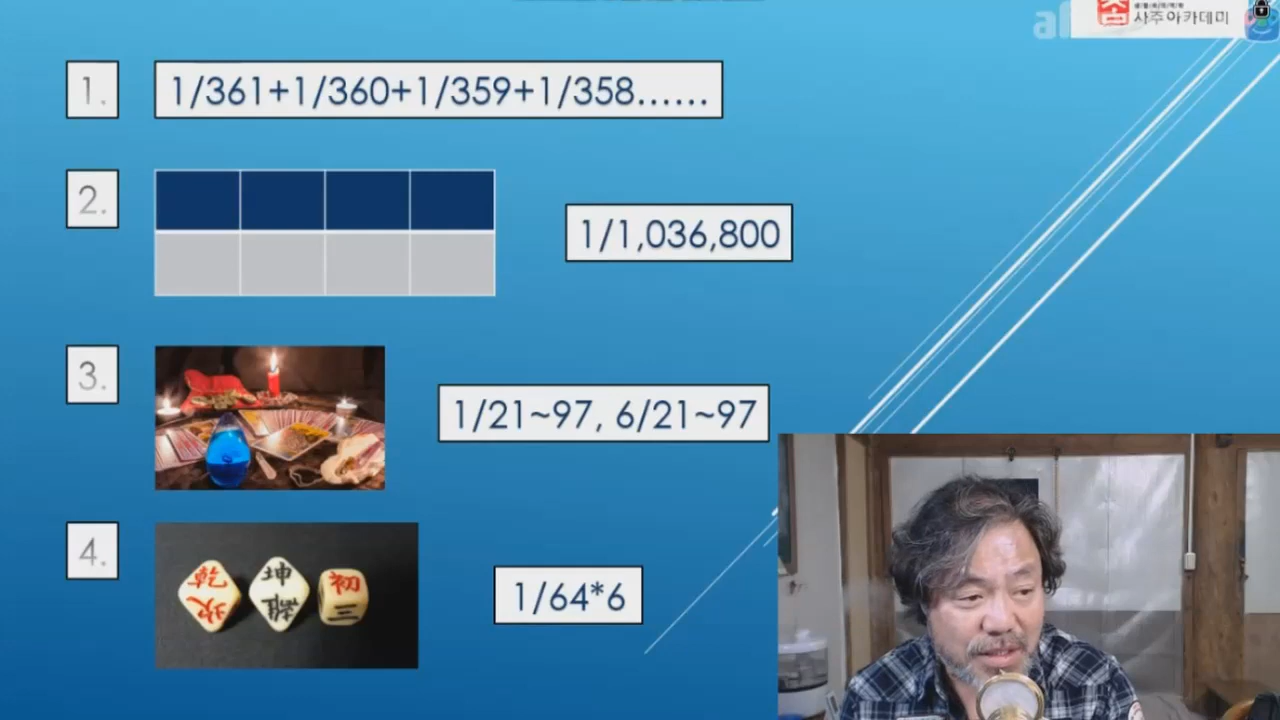 사주아카데미
1.
1/361+1/360+1/359+1/358......
2.
1/1,036,800
3.
1/21~97, 6/21~97
4.
坤
初
三
1/64*6